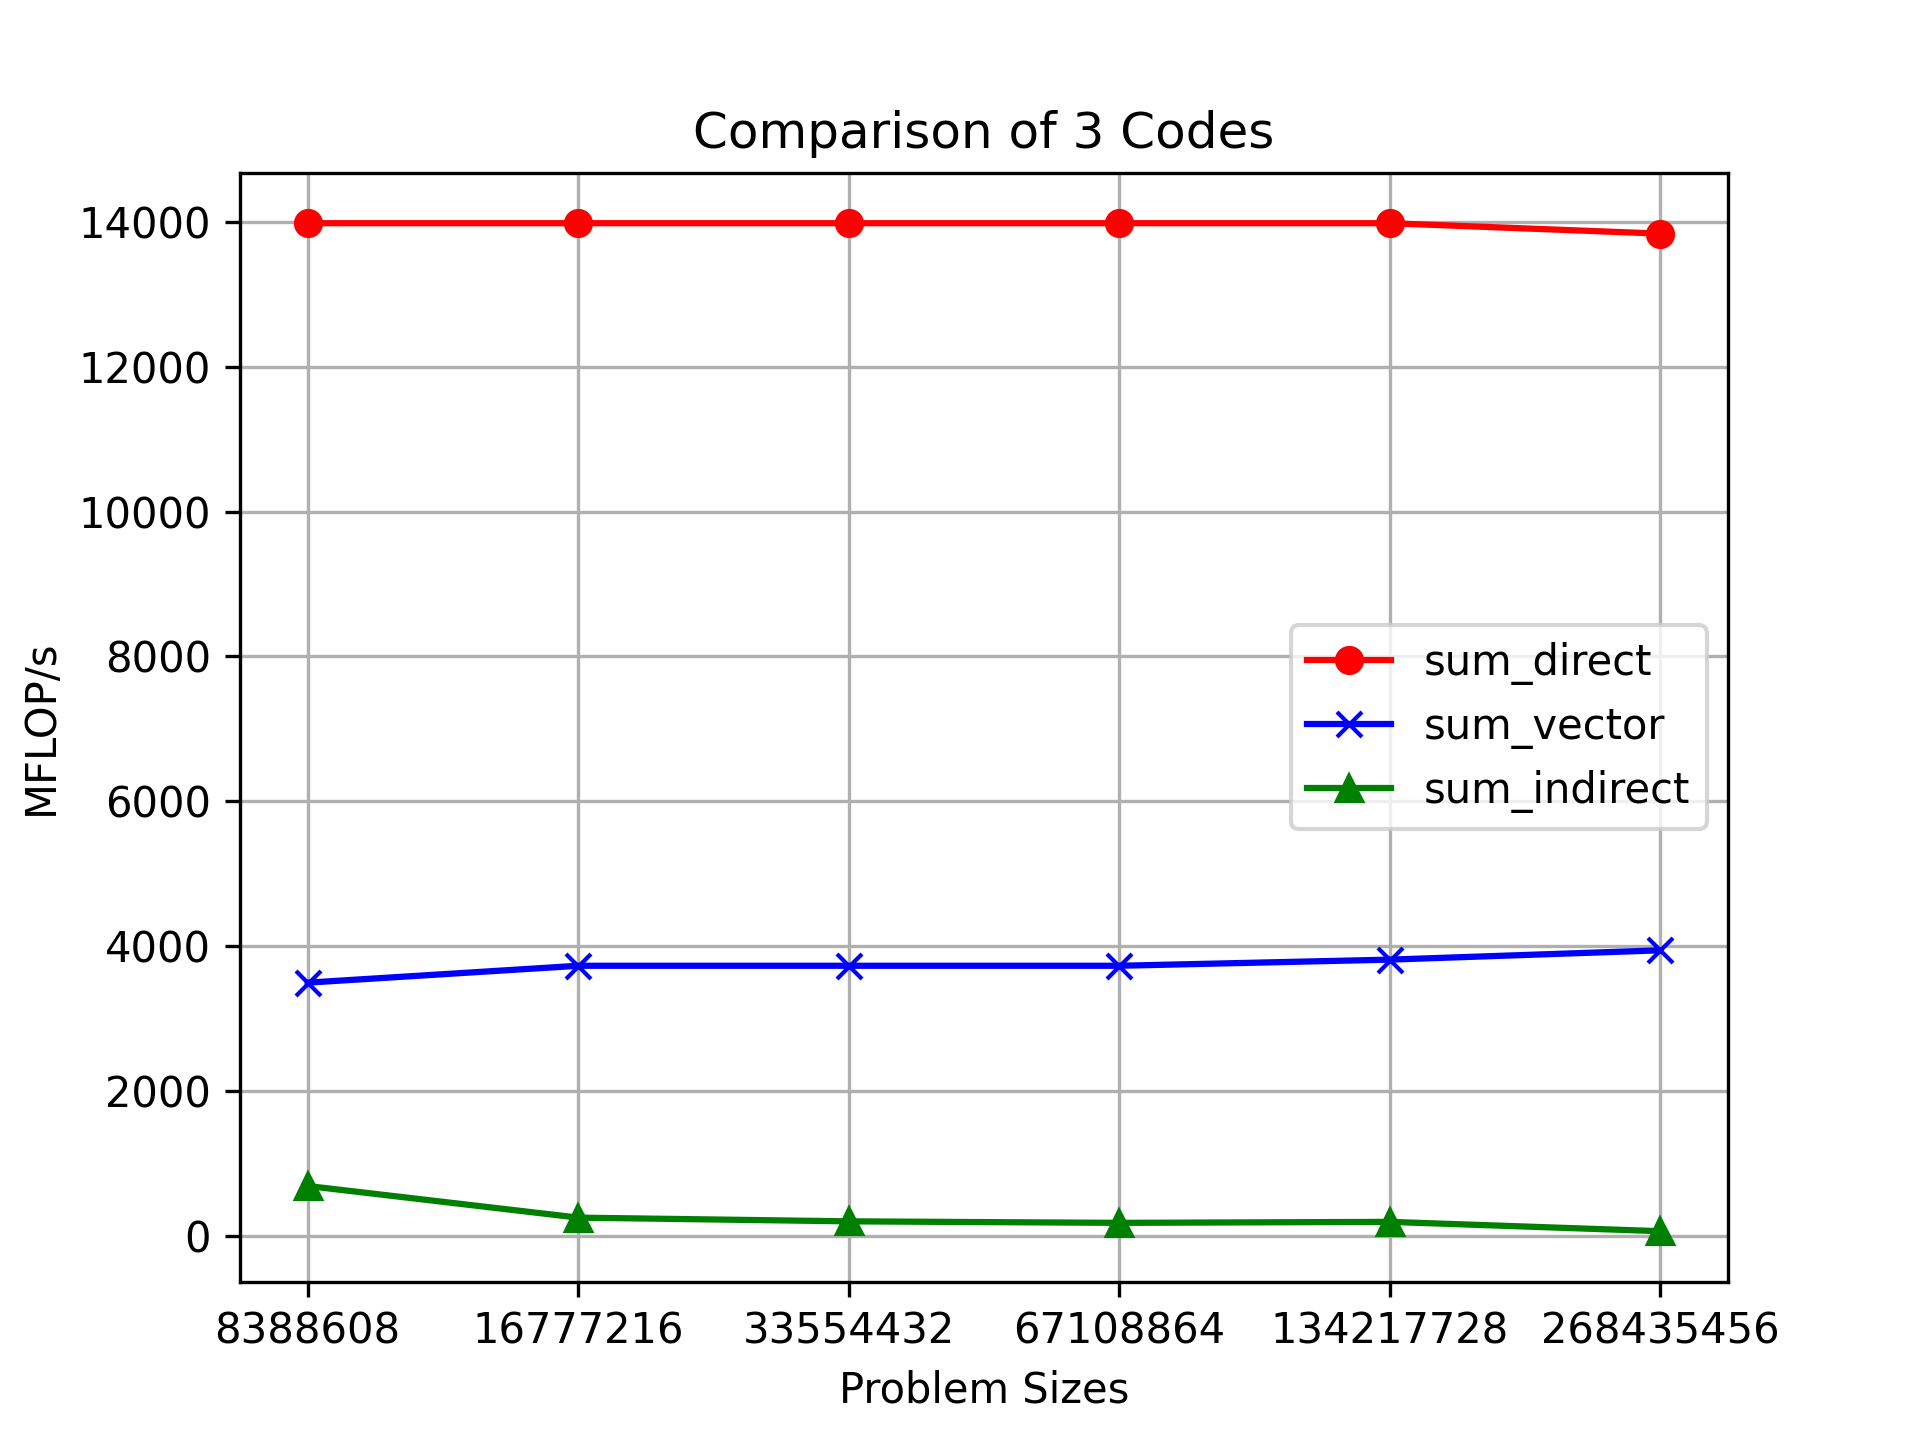 Comparison of 3 Codes
14000
12000
10000
8000
6000
4000
2000
0
MFLOP/s
sum_direct
sum_vector
sum_indirect
8388608 16777216 33554432 67108864 134217728 268435456
Problem Sizes